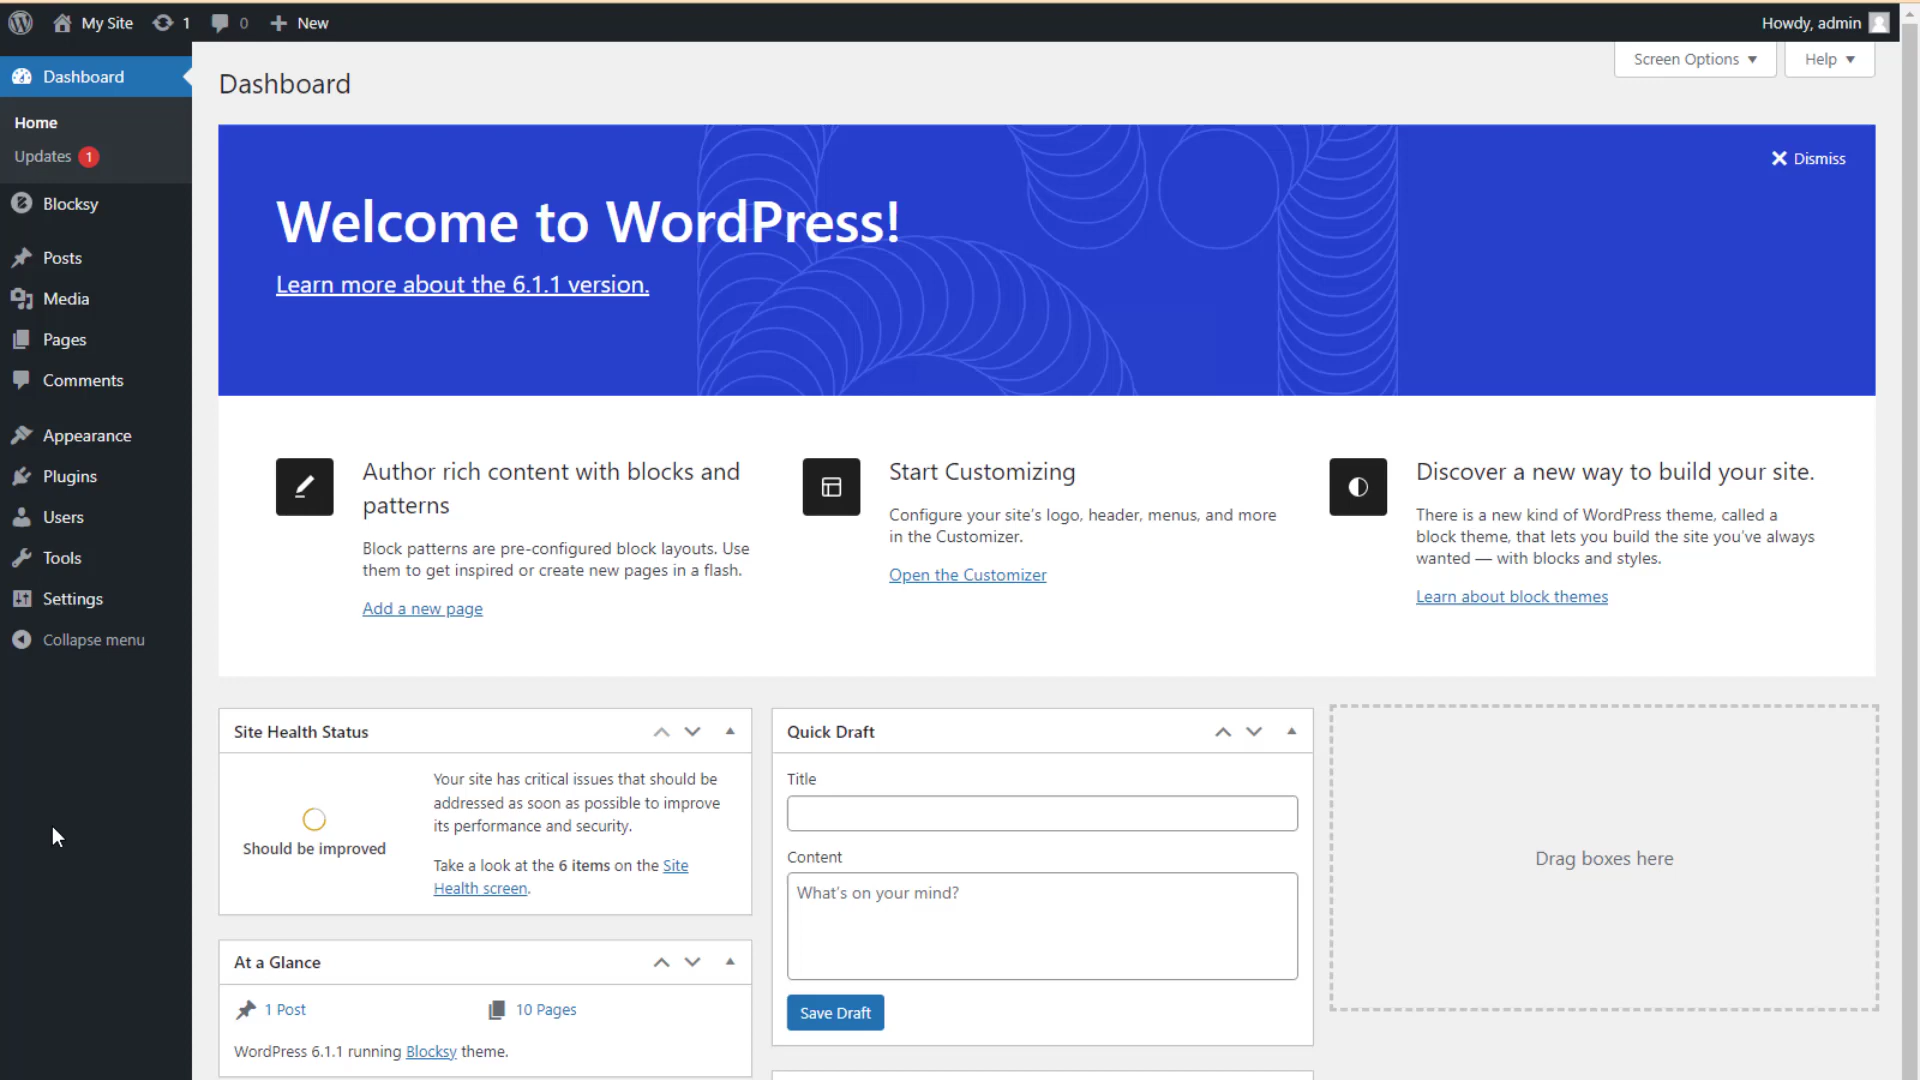 My Site
1
0
New
Howdy, admin
Screen Options
Help
Dashboard
Home
Updates 1
Blocksy
Posts
Media
Pages
Comments
Appearance
Plugins
Users
Tools
Settings
Collapse menu
Dashboard
Dismiss
Welcome to WordPress!
Learn more about the 6.1.1 version.
Author rich content with blocks and
patterns
Block patterns are pre-configured block layouts. Use
them to get inspired or create new pages in a flash.
Add a new page
Start Customizing
Configure your site's logo, header, menus, and more
in the Customizer.
Open the Customizer
Discover a new way to build your site.
There is a new kind of WordPress theme, called a
block theme, that lets you build the site you've always
wanted — with blocks and styles.
Learn about block themes
Site Health Status
Should be improved
Your site has critical issues that should be
addressed as soon as possible to improve
its performance and security.
Take a look at the 6 items on the Site
Health screen.
At a Glance
1 Post
10 Pages
WordPress 6.1.1 running Blocksy theme.
Quick Draft
Title
Content
What's on your mind?
Save Draft
Drag boxes here